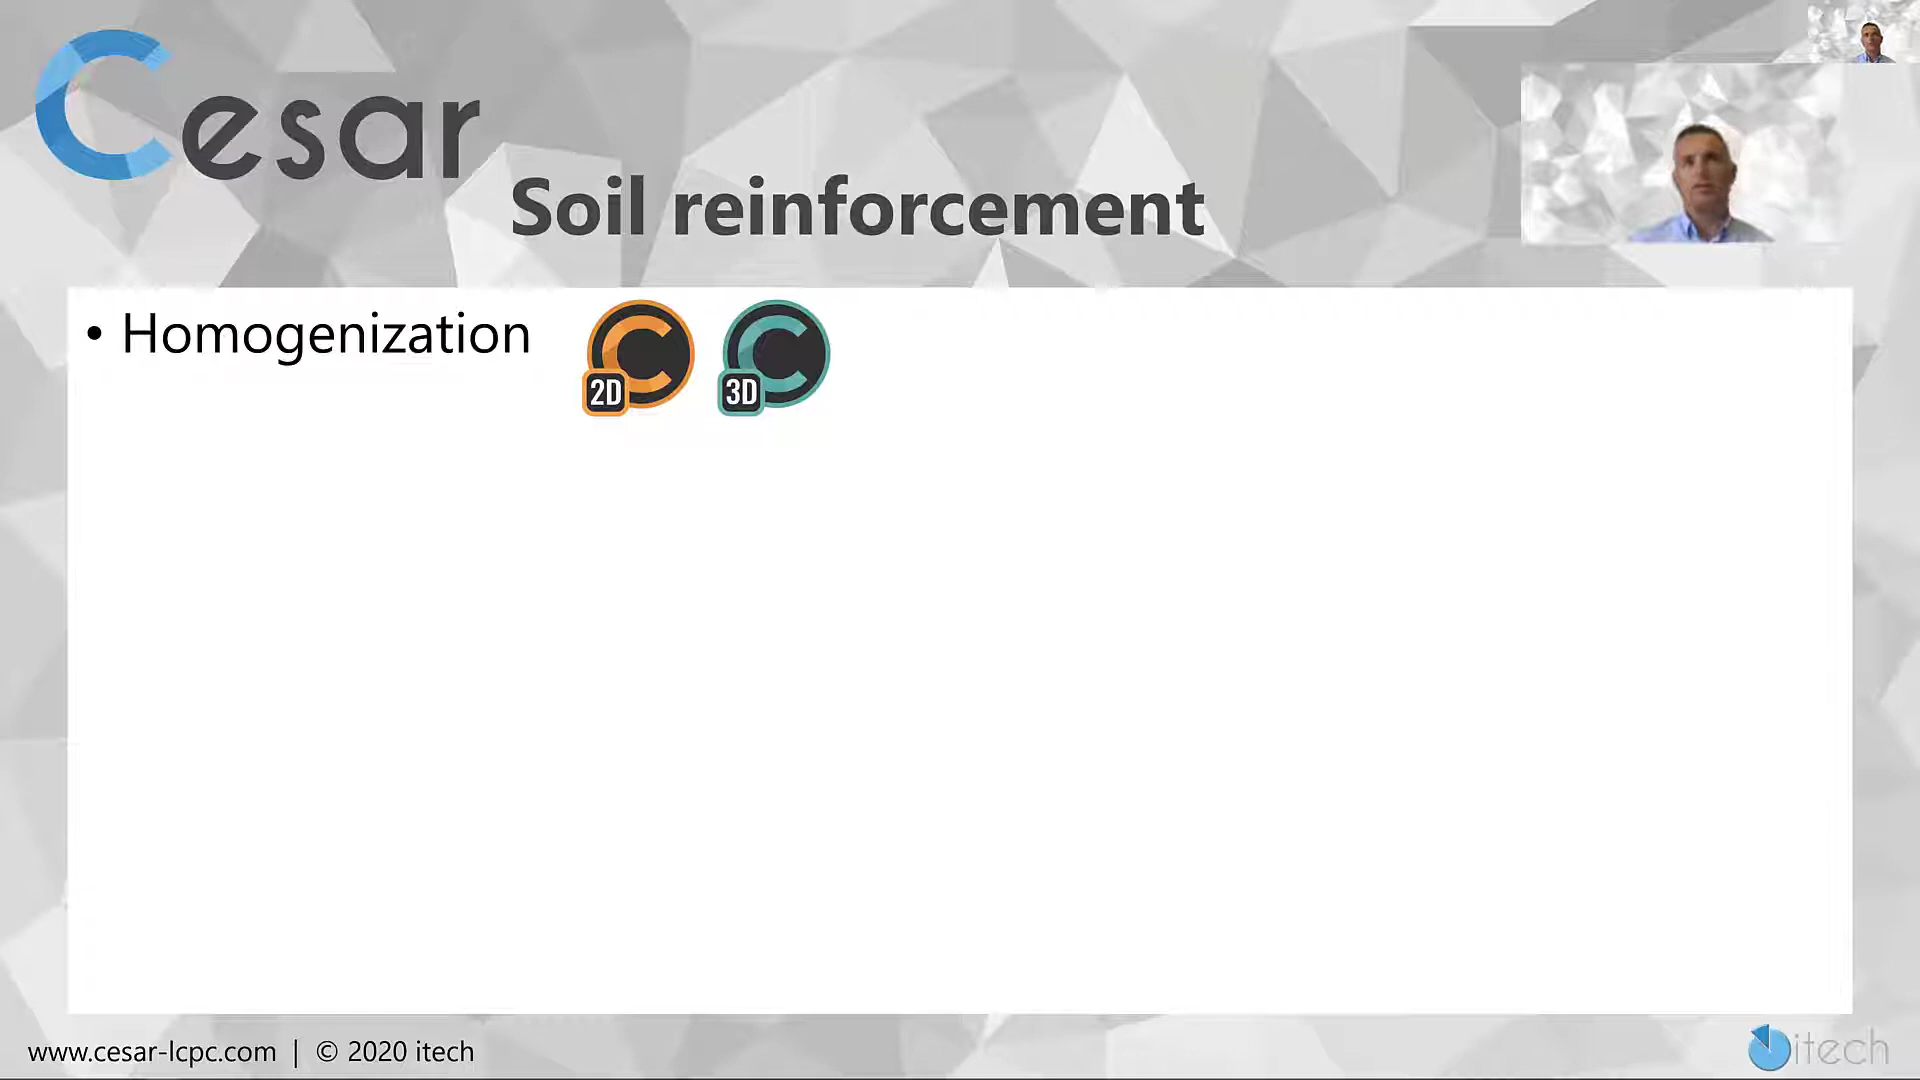 Cesar
Soil reinforcement
• Homogenization
2D
3D
www.cesar-lcpc.com | © 2020 itech
itech